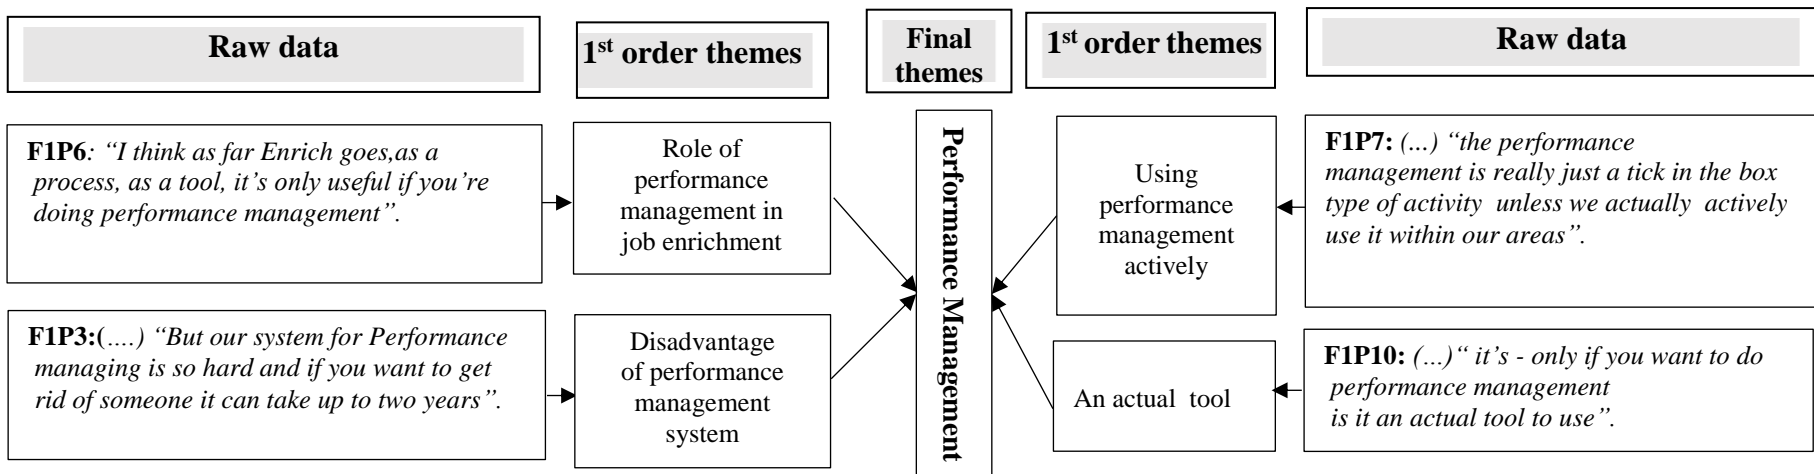 Raw data
1st order themes
Final
themes
1st order themes
Raw data
F1P6: “I think as far Enrich goes,as a
process, as a tool, it’s only useful if you’re
doing performance management”.
Role of
performance
management in
job enrichment
Performance Management
Using
performance
management
actively
F1P7: (...) “the performance
management is really just a tick in the box
type of activity unless we actually actively
use it within our areas”.
F1P3:(....) “But our system for Performance
managing is so hard and if you want to get
rid of someone it can take up to two years”.
Disadvantage
of performance
management
system
An actual tool
F1P10: (...)“ it’s - only if you want to do
performance management
is it an actual tool to use”.